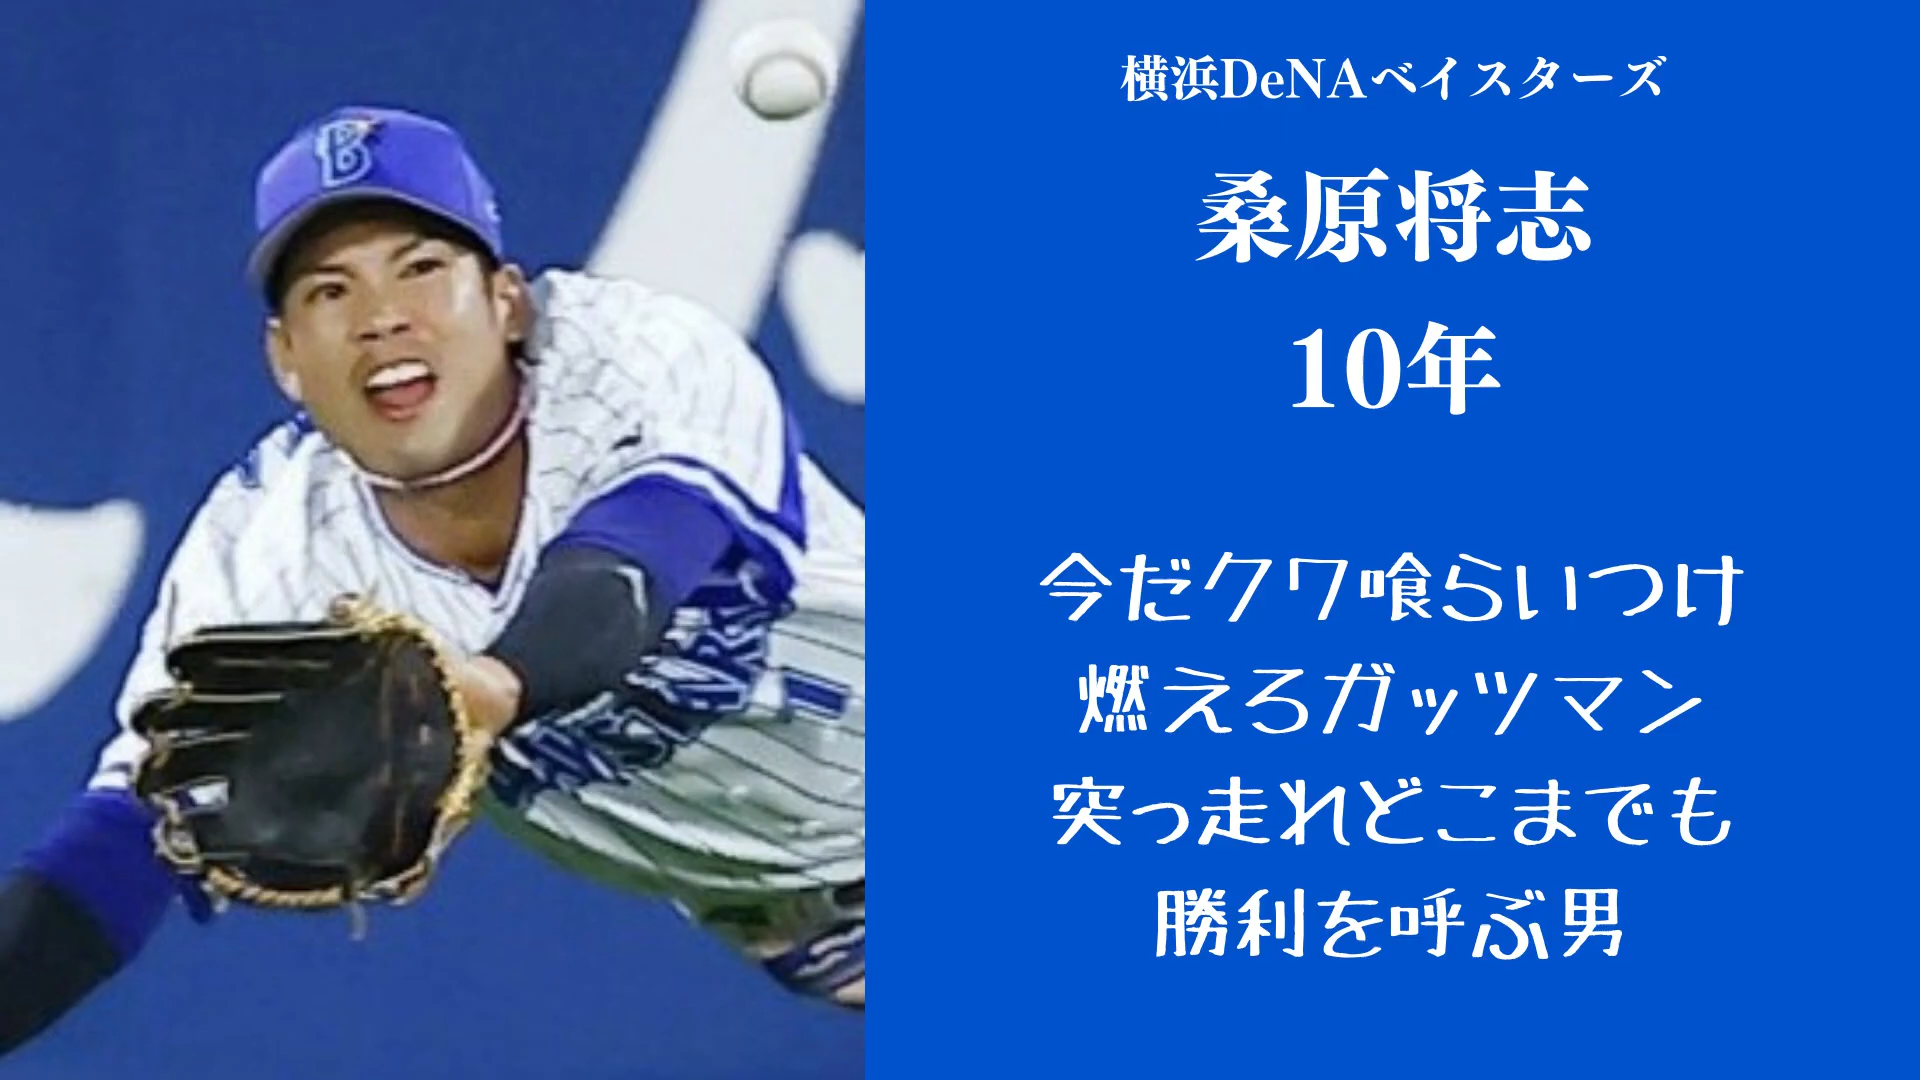 横浜DeNAベイスターズ
桑原将志
10年
今だクワ喰らいつけ
燃えろガッツマン
突っ走れどこまでも
勝利を呼ぶ男
B